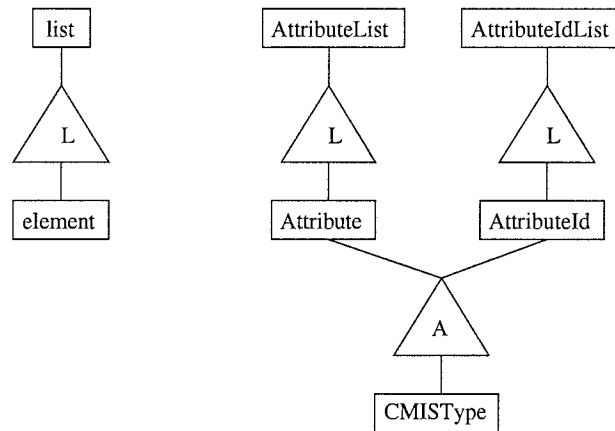 list
AttributeList
AttributeIdList
L
L
L
element
Attribute
AttributeId
A
CMISType